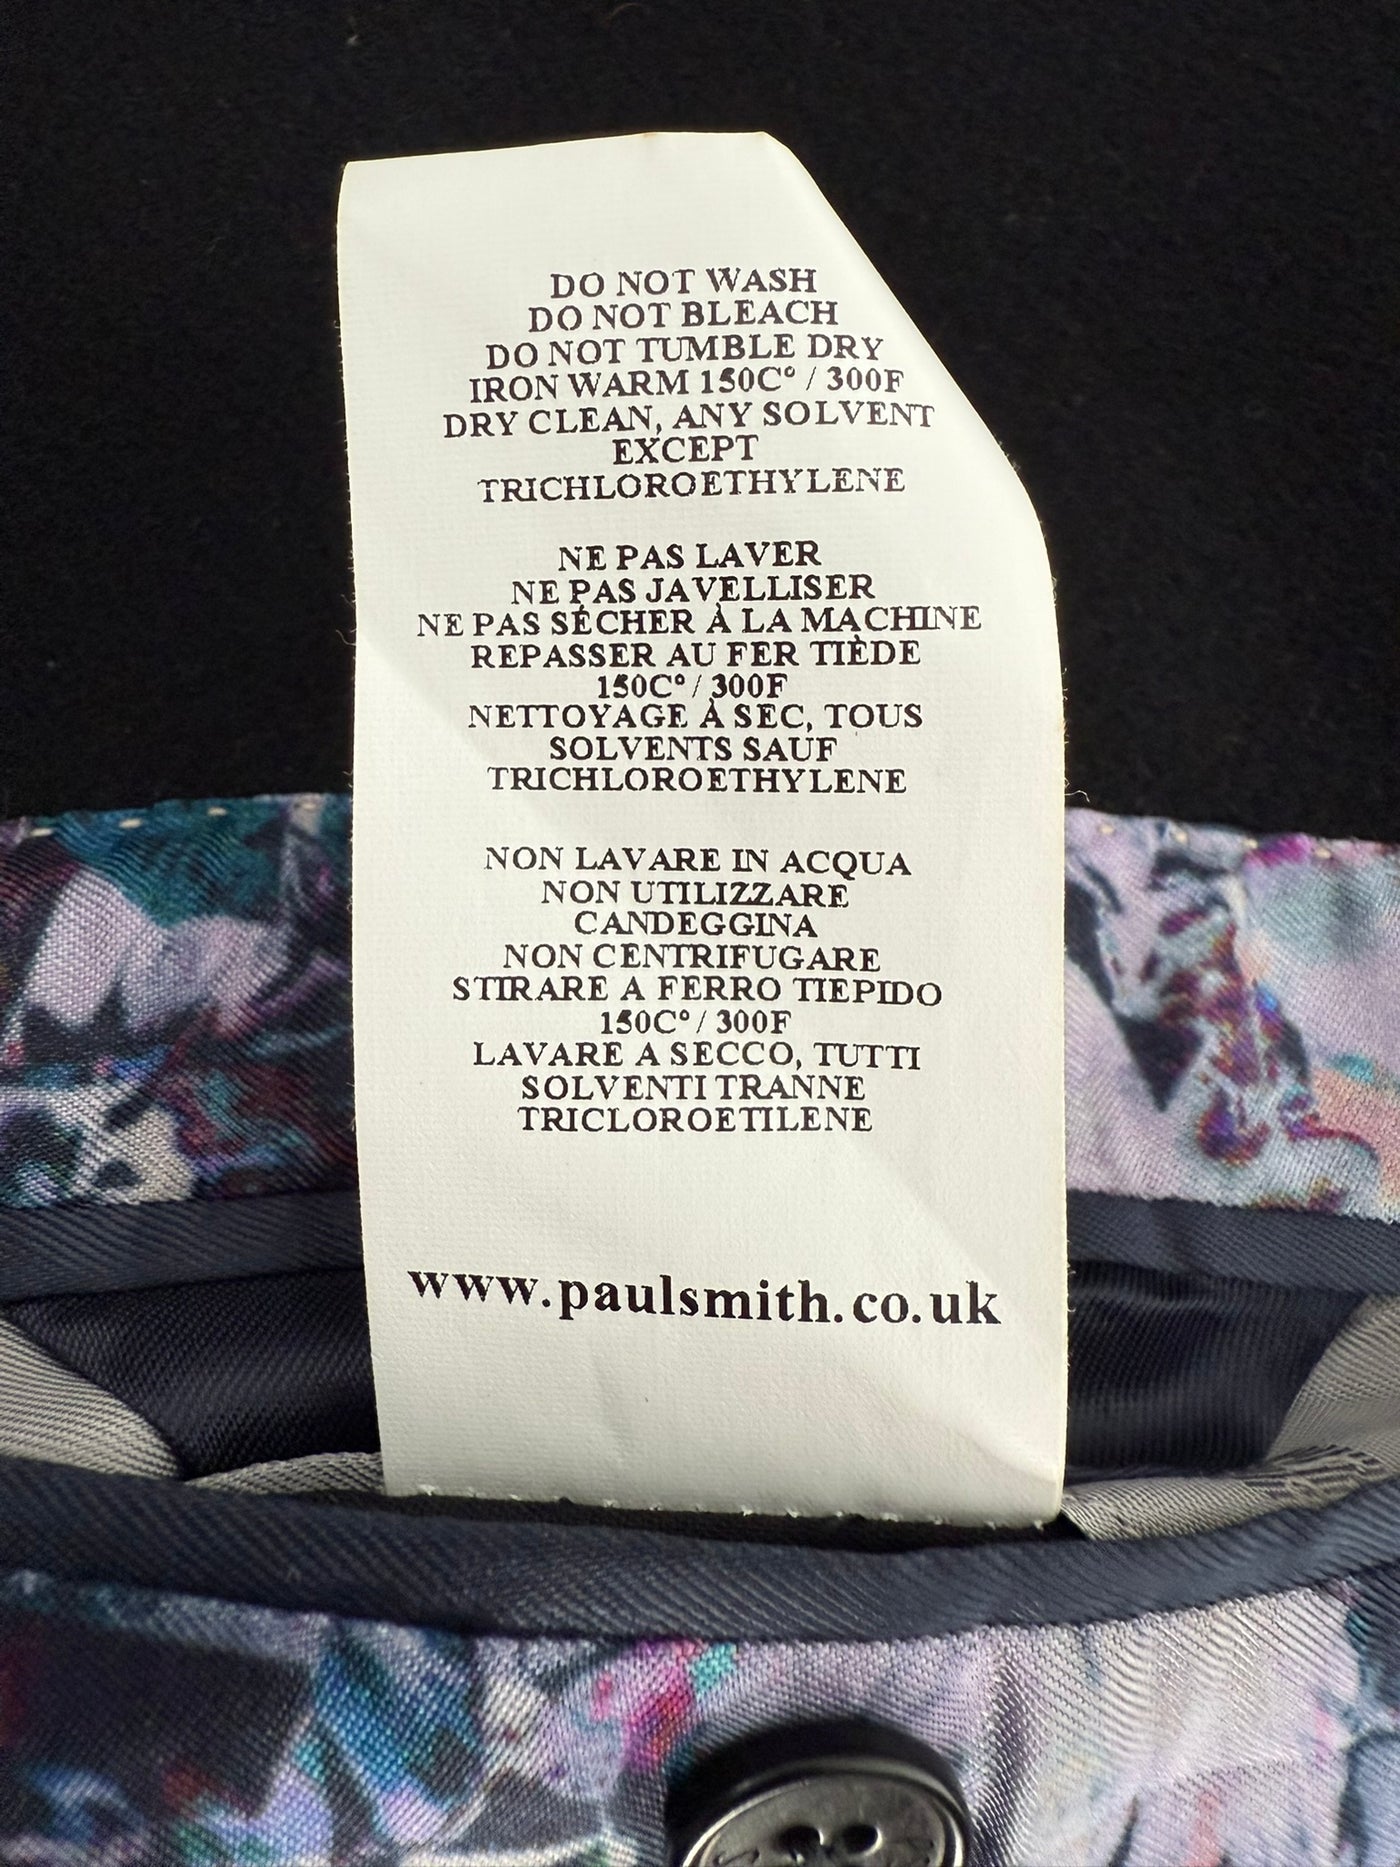 DO NOT WASH
DO NOT BLEACH
DO NOT TUMBLE DRY
IRON WARM 150C° / 300F
DRY CLEAN, ANY SOLVENT
EXCEPT
TRICHLOROETHYLENE
NE PAS LAVER
NE PAS JAVELLISER
NE PAS SÉCHER À LA MACHINE
REPASSER AU FER TIÈDE
150C° / 300F
NETTOYAGE À SEC, TOUS
SOLVENTS SAUF
TRICHLOROETHYLENE
NON LAVARE IN ACQUA
NON UTILIZZARE
CANDEGGINA
NON CENTRIFUGARE
STIRARE A FERRO TIEPIDO
150C° / 300F
LAVARE A SECCO, TUTTI
SOLVENTI TRANNE
TRICLOROETILENE
www.paulsmith.co.uk